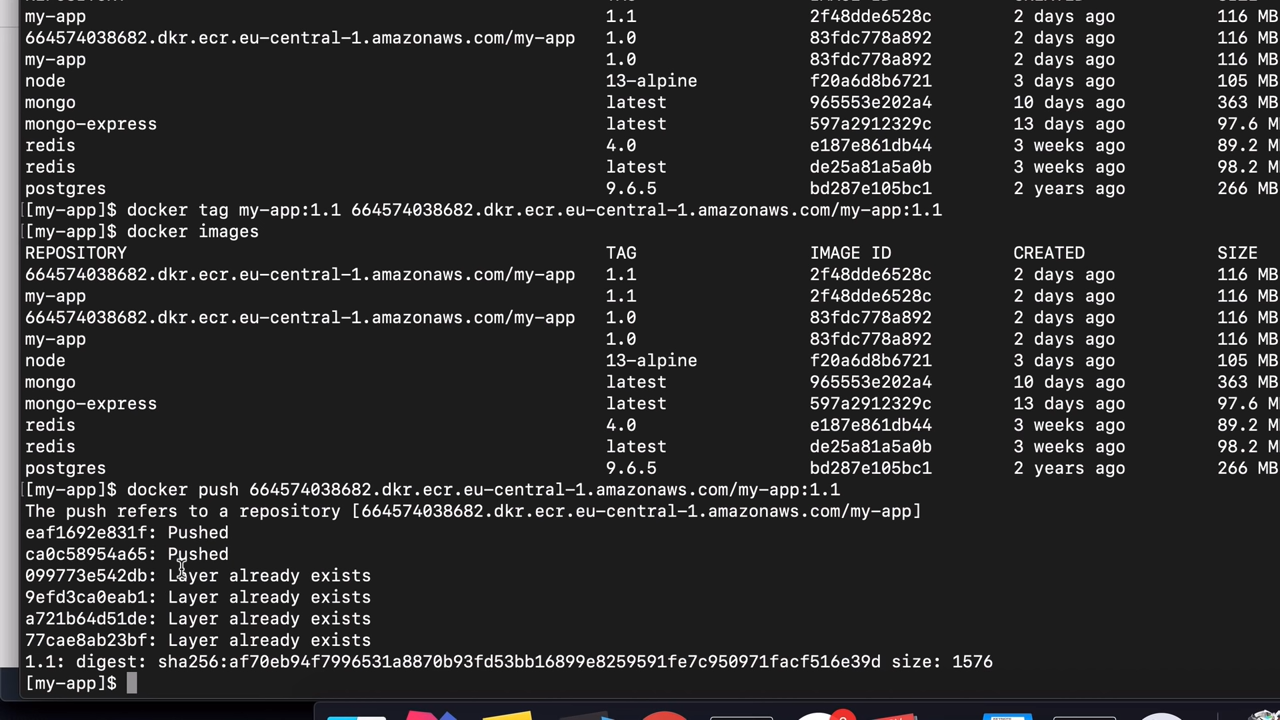 REPOSITORY TAG IMAGE ID CREATED SIZE
my-app 1.1 2f48dde6528c 2 days ago 116 MB
664574038682.dkr.ecr.eu-central-1.amazonaws.com/my-app 1.0 83fdc778a892 2 days ago 116 MB
my-app 1.0 83fdc778a892 2 days ago 116 MB
node 13-alpine f20a6d8b6721 3 days ago 105 MB
mongo latest 965553e202a4 10 days ago 363 MB
mongo-express latest 597a2912329c 13 days ago 97.6 M
redis 4.0 e187e861db44 3 weeks ago 89.2 M
redis latest de25a81a5a0b 3 weeks ago 98.2 M
postgres 9.6.5 bd287e105bc1 2 years ago 266 MB
[[my-app]$ docker tag my-app:1.1 664574038682.dkr.ecr.eu-central-1.amazonaws.com/my-app:1.1
[[my-app]$ docker images
REPOSITORY TAG IMAGE ID CREATED SIZE
664574038682.dkr.ecr.eu-central-1.amazonaws.com/my-app 1.1 2f48dde6528c 2 days ago 116 MB
my-app 1.1 2f48dde6528c 2 days ago 116 MB
664574038682.dkr.ecr.eu-central-1.amazonaws.com/my-app 1.0 83fdc778a892 2 days ago 116 MB
my-app 1.0 83fdc778a892 2 days ago 116 MB
node 13-alpine f20a6d8b6721 3 days ago 105 MB
mongo latest 965553e202a4 10 days ago 363 MB
mongo-express latest 597a2912329c 13 days ago 97.6 M
redis 4.0 e187e861db44 3 weeks ago 89.2 M
redis latest de25a81a5a0b 3 weeks ago 98.2 M
postgres 9.6.5 bd287e105bc1 2 years ago 266 MB
[[my-app]$ docker push 664574038682.dkr.ecr.eu-central-1.amazonaws.com/my-app:1.1
The push refers to a repository [664574038682.dkr.ecr.eu-central-1.amazonaws.com/my-app]
eaf1692e831f: Pushed
ca0c58954a65: Pushed
099773e542db: Layer already exists
9efd3ca0eab1: Layer already exists
a721b64d51de: Layer already exists
77cae8ab23bf: Layer already exists
1.1: digest: sha256:af70eb94f7996531a8870b93fd53bb16899e8259591fe7c950971facf516e39d size: 1576
[my-app]$